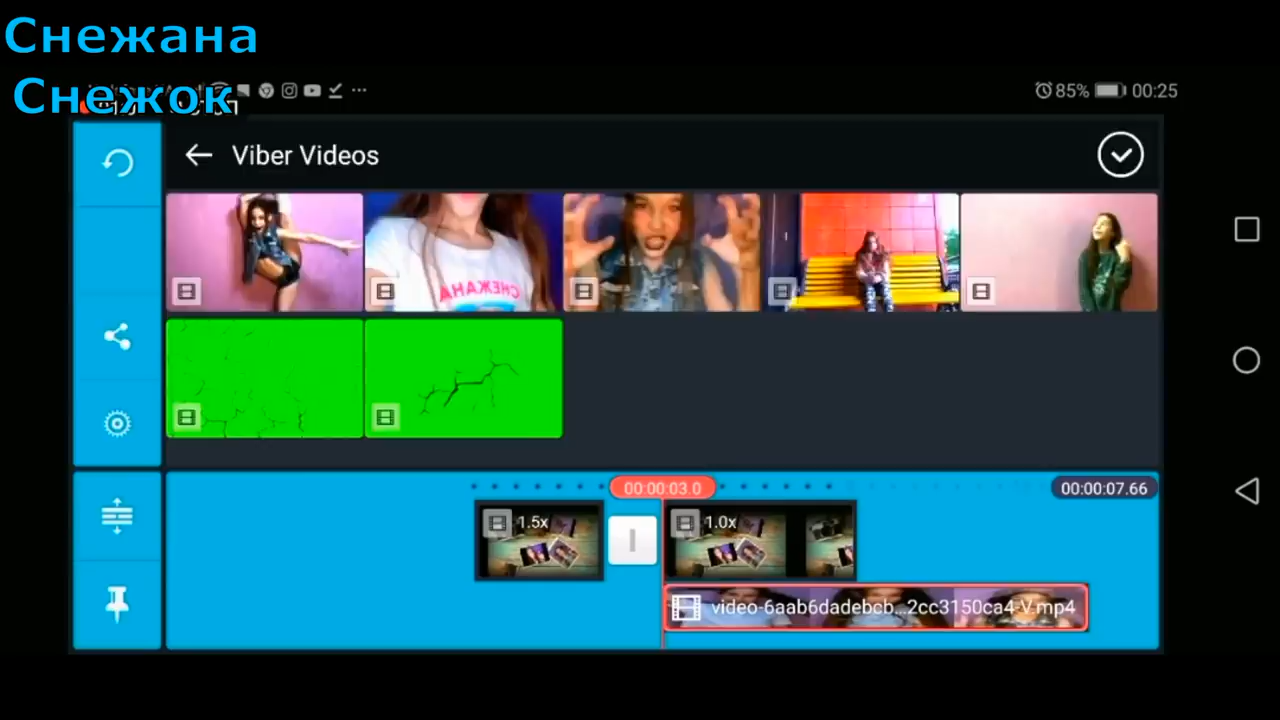 Снежана
Снежок
85% 00:25
Viber Videos
СНЕЖАНА
00:00:03.0
00:00:07.66
1.5x
1.0x
video-6aab6dadebcb...2cc3150ca4-V.mp4